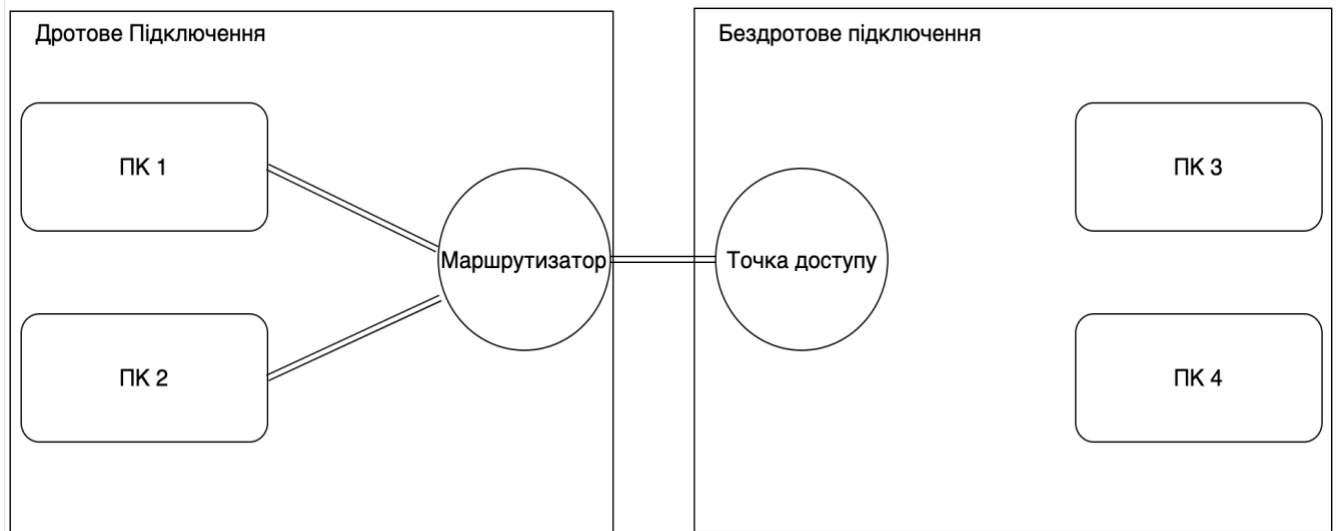 Дротове Підключення
Бездротове підключення
ПК 1
ПК 3
Маршрутизатор
Точка доступу
ПК 2
ПК 4